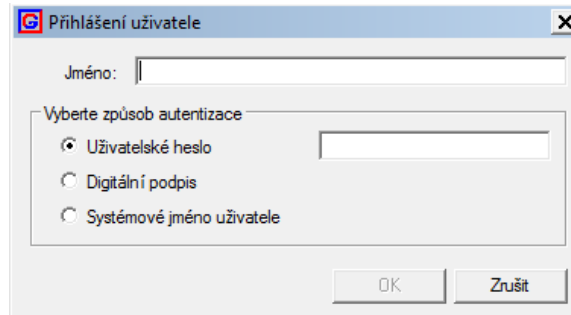 G Přihlášení uživatele
Jméno:
Vyberte způsob autentizace
Uživatelské heslo
Digitální podpis
Systémové jméno uživatele
OK Zrušit